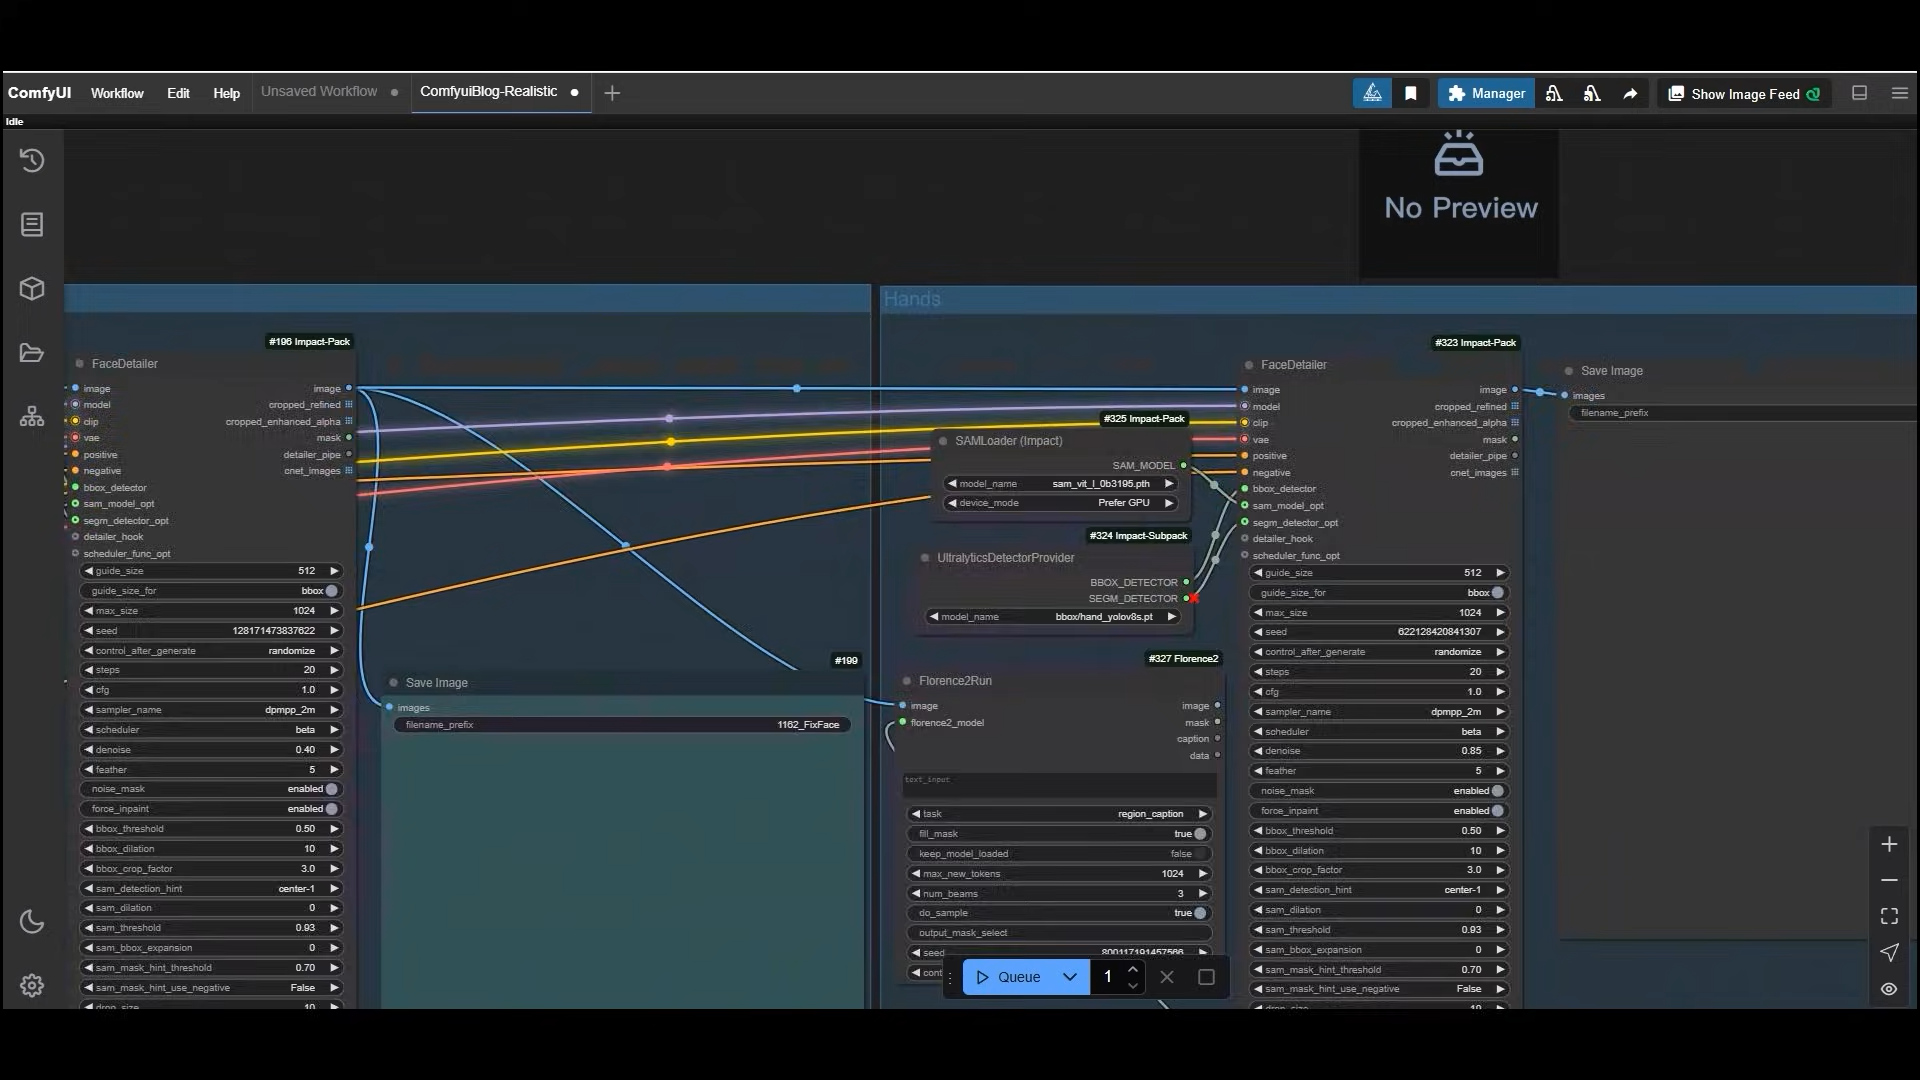 ComfyUI Workflow Edit Help Unsaved Workflow ComfyuiBlog-Realistic Manager Show Image Feed
Idle
No Preview
Hands
#196 Impact-Pack
FaceDetailer
image image
model cropped_refined
clip cropped_enhanced_alpha
vae mask
positive detailer_pipe
negative cnet_images
bbox_detector
sam_model_opt
segm_detector_opt
detailer_hook
scheduler_func_opt
guide_size 512
guide_size_for bbox
max_size 1024
seed 128171473837622
control_after_generate randomize
steps 20
cfg 1.0
sampler_name dpmpp_2m
scheduler beta
denoise 0.40
feather 5
noise_mask enabled
force_inpaint enabled
bbox_threshold 0.50
bbox_dilation 10
bbox_crop_factor 3.0
sam_detection_hint center-1
sam_dilation 0
sam_threshold 0.93
sam_bbox_expansion 0
sam_mask_hint_threshold 0.70
sam_mask_hint_use_negative False
drop_size 10
#199
Save Image
images
filename_prefix 1162_FixFace
#325 Impact-Pack
SAMLoader (Impact)
SAM_MODEL
model_name sam_vit_l_0b3195.pth
device_mode Prefer GPU
#324 Impact-Subpack
UltralyticsDetectorProvider
BBOX_DETECTOR
SEGM_DETECTOR
model_name bbox/hand_yolov8s.pt
#327 Florence2
Florence2Run
image image
florence2_model mask
caption
data
text_input
task region_caption
fill_mask true
keep_model_loaded false
max_new_tokens 1024
num_beams 3
do_sample true
output_mask_select
seed 800117191457566
cont
Queue 1
#323 Impact-Pack
FaceDetailer
image image
model cropped_refined
clip cropped_enhanced_alpha
vae mask
positive detailer_pipe
negative cnet_images
bbox_detector
sam_model_opt
segm_detector_opt
detailer_hook
scheduler_func_opt
guide_size 512
guide_size_for bbox
max_size 1024
seed 622128420841307
control_after_generate randomize
steps 20
cfg 1.0
sampler_name dpmpp_2m
scheduler beta
denoise 0.85
feather 5
noise_mask enabled
force_inpaint enabled
bbox_threshold 0.50
bbox_dilation 10
bbox_crop_factor 3.0
sam_detection_hint center-1
sam_dilation 0
sam_threshold 0.93
sam_bbox_expansion 0
sam_mask_hint_threshold 0.70
sam_mask_hint_use_negative False
drop_size 10
Save Image
images
filename_prefix